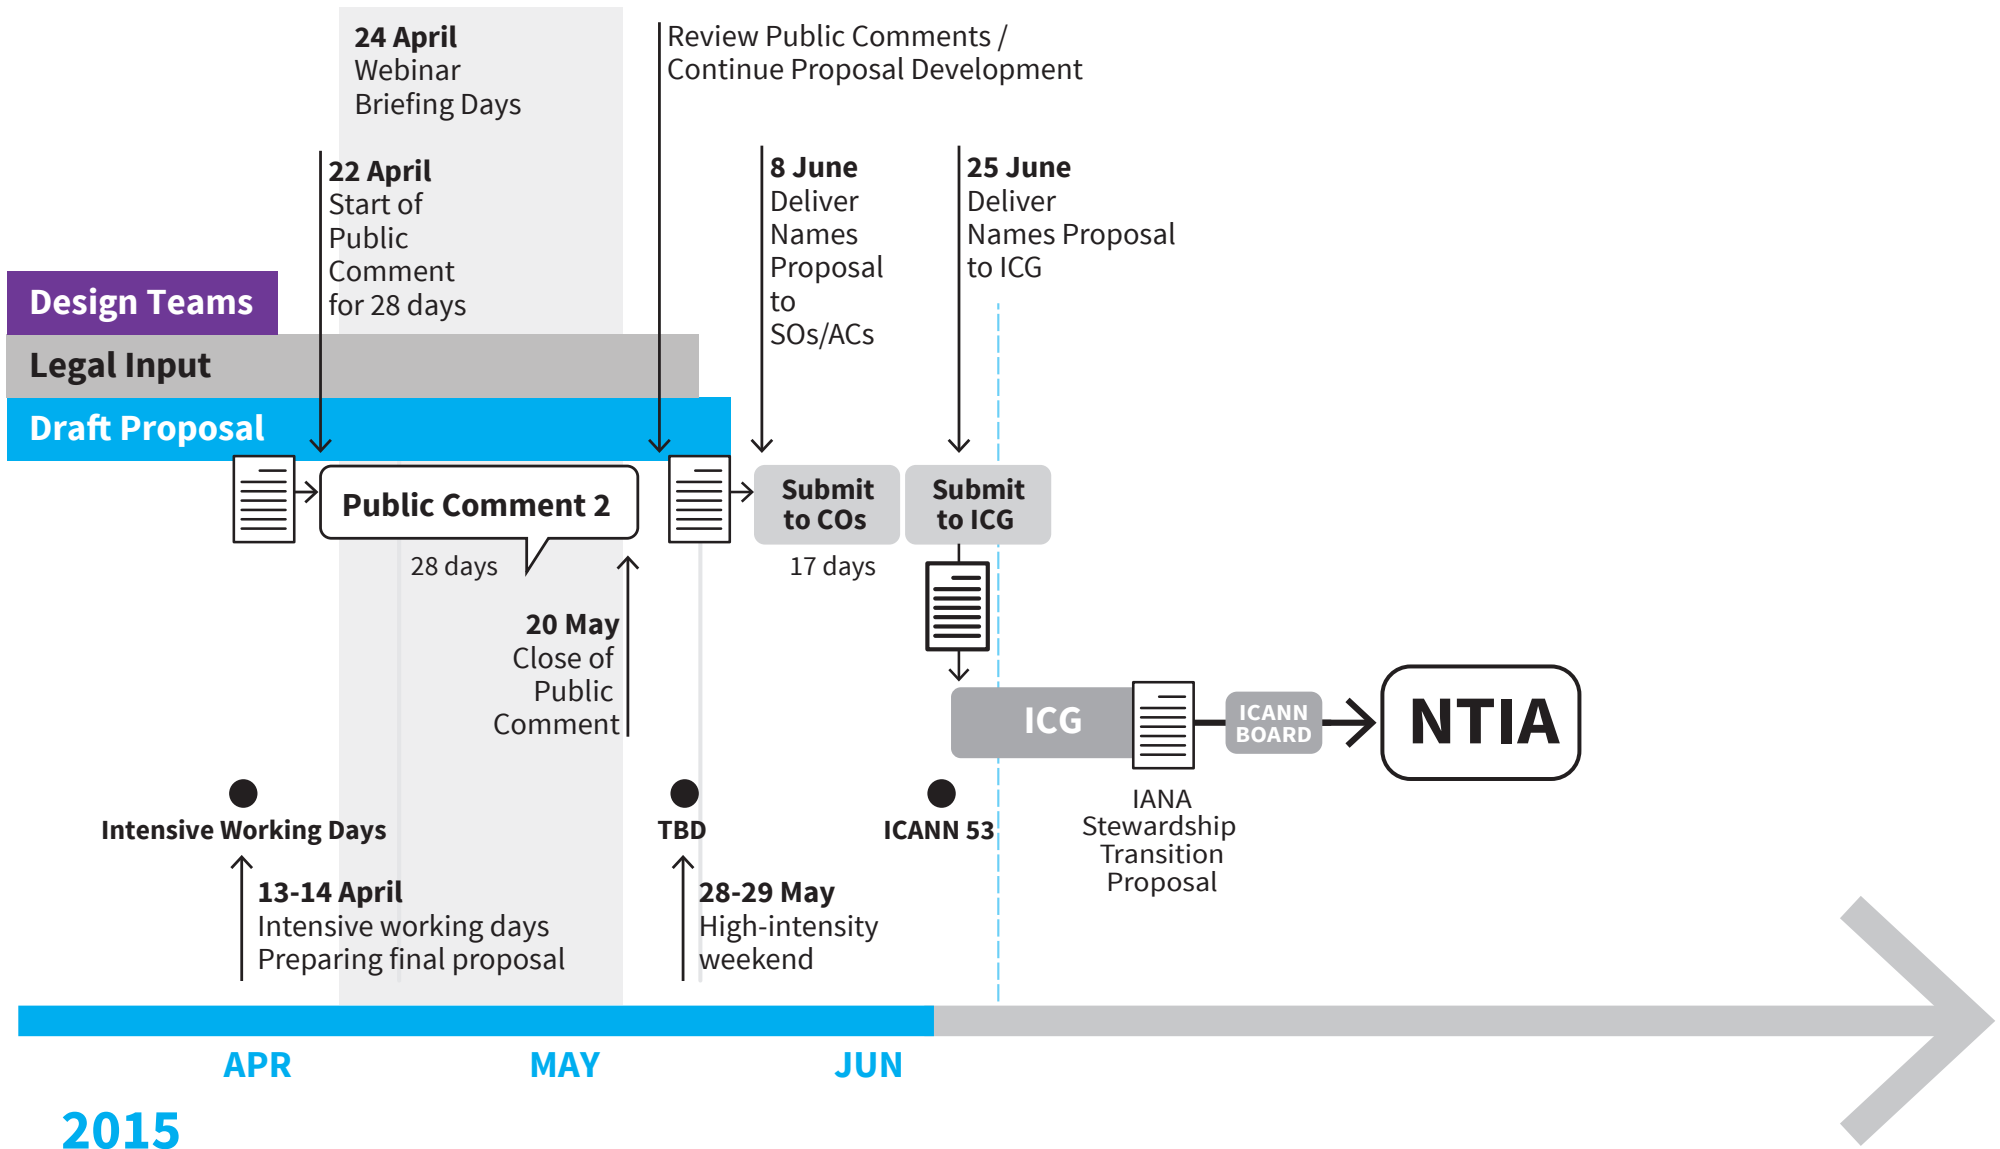 24 April
Webinar
Briefing Days
Review Public Comments /
Continue Proposal Development
22 April
Start of
Public
Comment
for 28 days
8 June
Deliver
Names
Proposal
to
SOs/ACs
25 June
Deliver
Names Proposal
to ICG
Design Teams
Legal Input
Draft Proposal
Public Comment 2
28 days
Submit
to COs
17 days
Submit
to ICG
20 May
Close of
Public
Comment
ICG
ICANN
BOARD
NTIA
IANA
Stewardship
Transition
Proposal
Intensive Working Days
TBD
ICANN 53
13-14 April
Intensive working days
Preparing final proposal
28-29 May
High-intensity
weekend
APR
MAY
JUN
2015